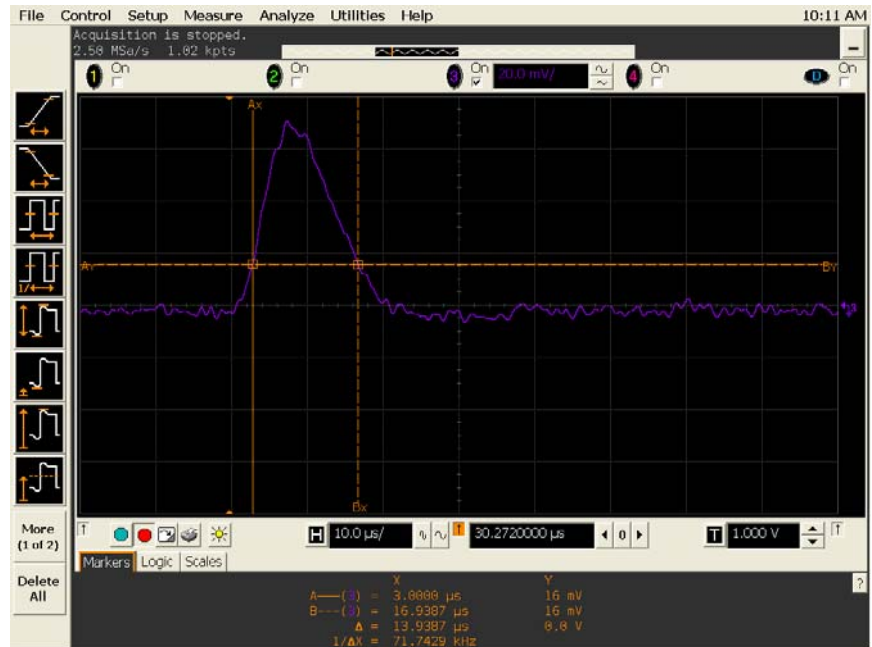 File Control Setup Measure Analyze Utilities Help 10:11 AM
Acquisition is stopped.
2.50 MSa/s 1.02 kpts
1 On 2 On 3 On 20.0 mV/ 4 On D On
Ax
Ay By
Bx
More
(1 of 2)
Delete
All
H 10.0 µs/ 30.2720000 µs 0 T 1.000 V
Markers Logic Scales
?
X Y
A——(3) = 3.0000 µs 16 mV
B---(3) = 16.9387 µs 16 mV
Δ = 13.9387 µs 0.0 V
1/ΔX = 71.7429 kHz